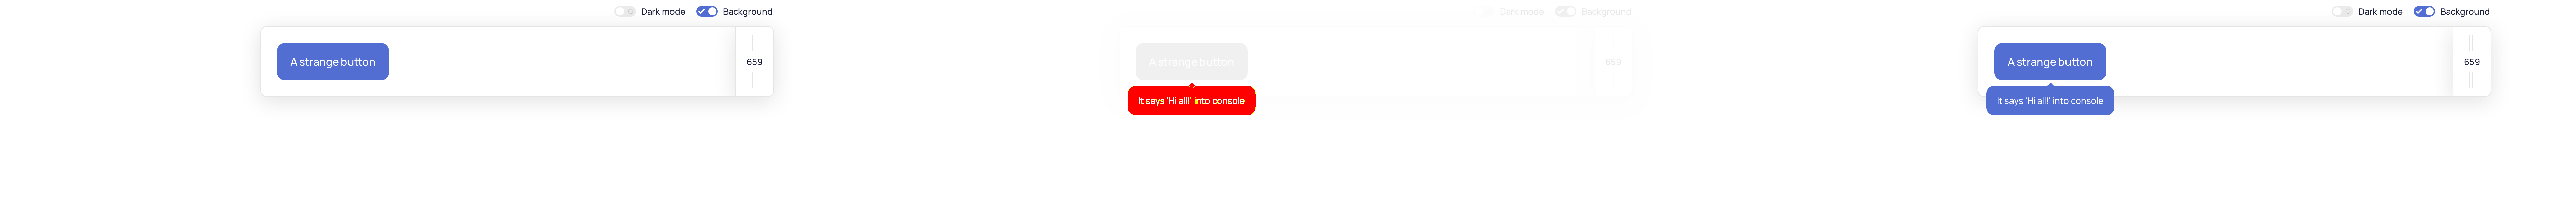 Dark mode Background
A strange button
659
Dark mode Background
A strange button
659
It says 'Hi all!' into console
Dark mode Background
A strange button
659
It says 'Hi all!' into console